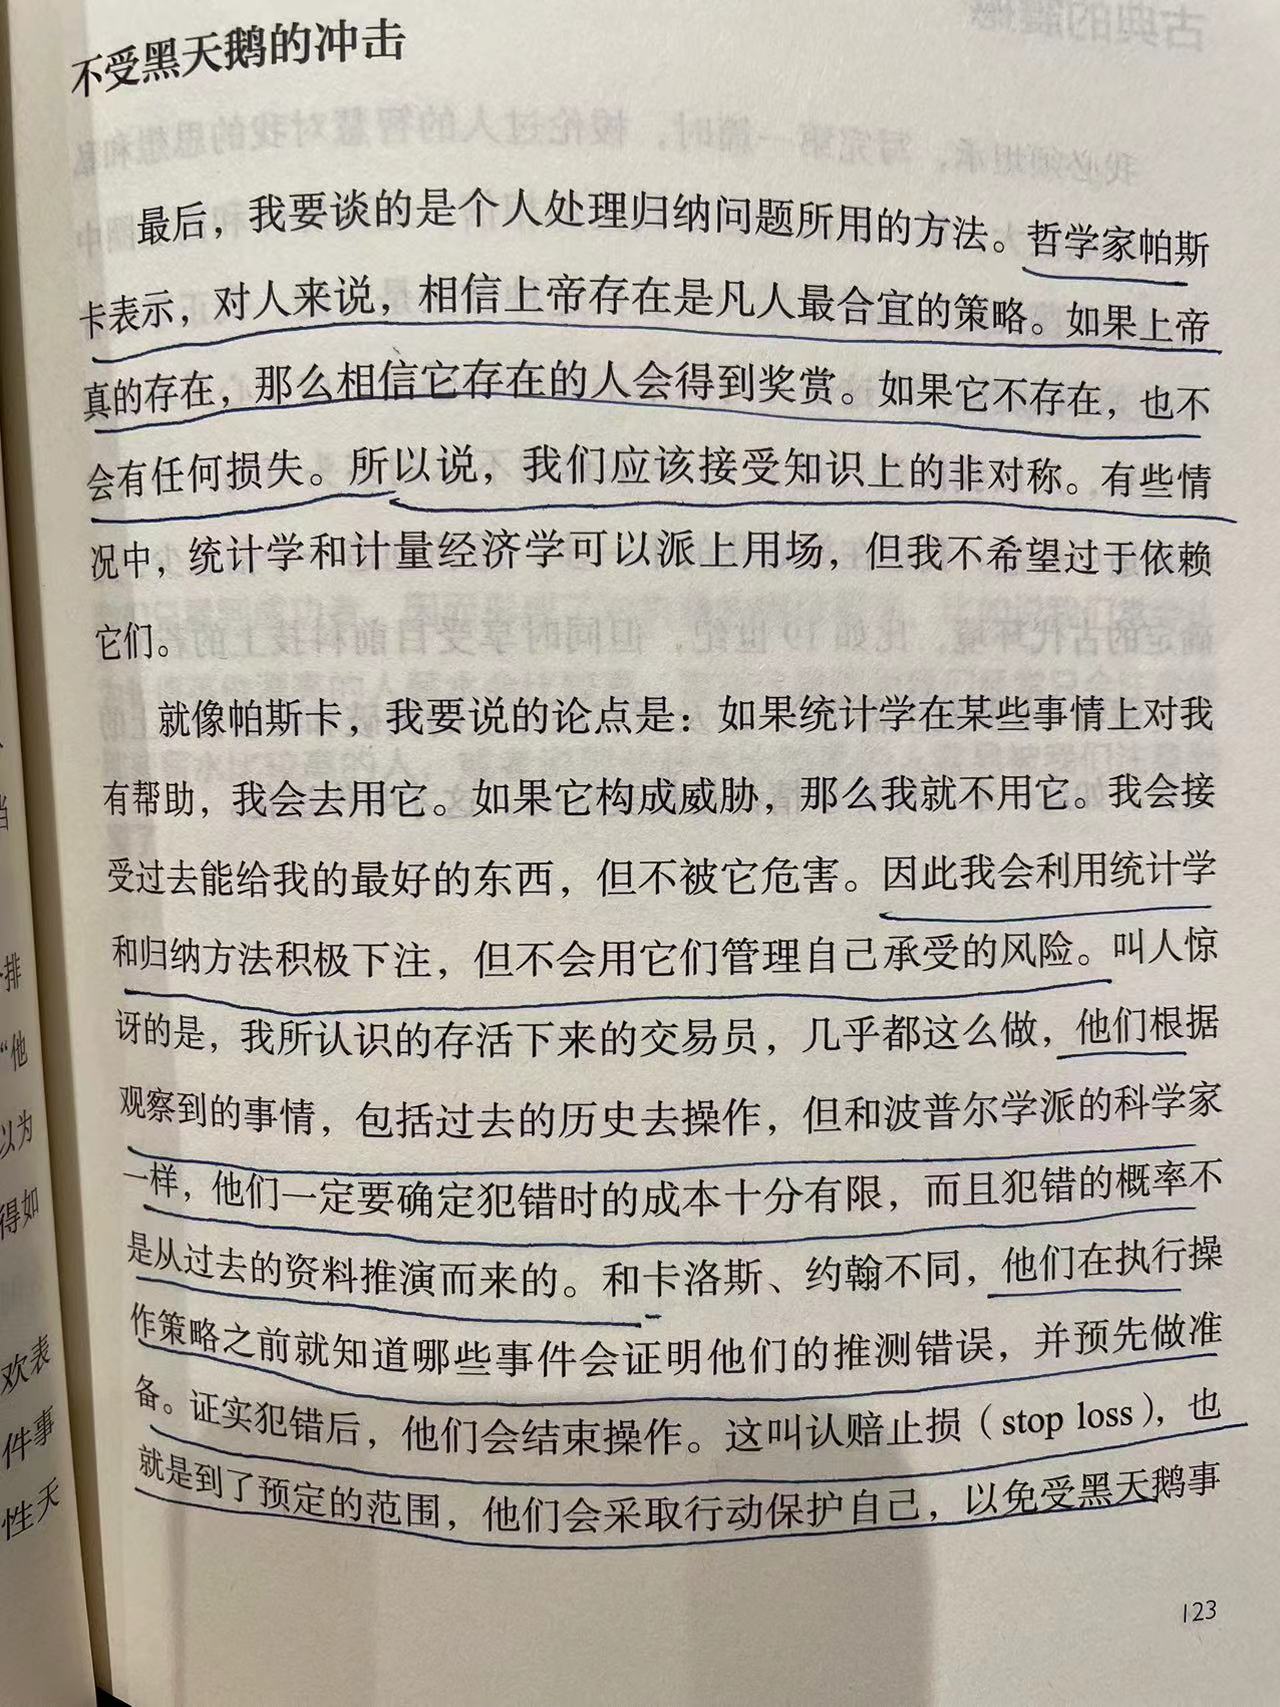 不受黑天鹅的冲击
最后，我要谈的是个人处理归纳问题所用的方法。哲学家帕斯
卡表示，对人来说，相信上帝存在是凡人最合宜的策略。如果上帝
真的存在，那么相信它存在的人会得到奖赏。如果它不存在，也不
会有任何损失。所以说，我们应该接受知识上的非对称。有些情
况中，统计学和计量经济学可以派上用场，但我不希望过于依赖
它们。
就像帕斯卡，我要说的论点是：如果统计学在某些事情上对我
有帮助，我会去用它。如果它构成威胁，那么我就不用它。我会接
受过去能给我的最好的东西，但不被它危害。因此我会利用统计学
和归纳方法积极下注，但不会用它们管理自己承受的风险。叫人惊
讶的是，我所认识的存活下来的交易员，几乎都这么做，他们根据
观察到的事情，包括过去的历史去操作，但和波普尔学派的科学家
一样，他们一定要确定犯错时的成本十分有限，而且犯错的概率不
是从过去的资料推演而来的。和卡洛斯、约翰不同，他们在执行操
作策略之前就知道哪些事件会证明他们的推测错误，并预先做准
备。证实犯错后，他们会结束操作。这叫认赔止损（stop loss），也
就是到了预定的范围，他们会采取行动保护自己，以免受黑天鹅事
123
当
排
“他
以为
得如
欢表
件事
性天